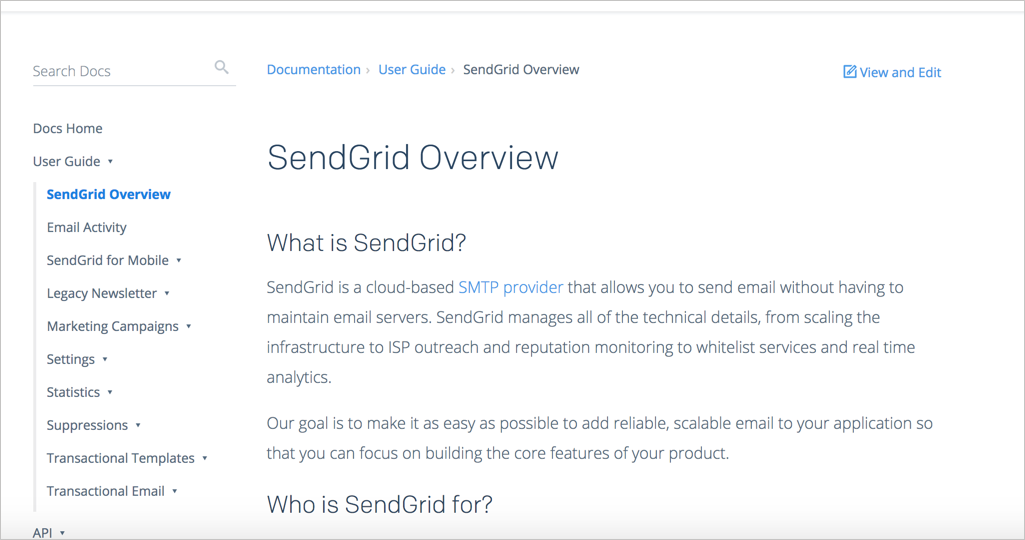 Search Docs
Documentation › User Guide › SendGrid Overview
View and Edit
Docs Home
User Guide ▾
SendGrid Overview
Email Activity
SendGrid for Mobile ▾
Legacy Newsletter ▾
Marketing Campaigns ▾
Settings ▾
Statistics ▾
Suppressions ▾
Transactional Templates ▾
Transactional Email ▾
API ▾
SendGrid Overview
What is SendGrid?
SendGrid is a cloud-based SMTP provider that allows you to send email without having to
maintain email servers. SendGrid manages all of the technical details, from scaling the
infrastructure to ISP outreach and reputation monitoring to whitelist services and real time
analytics.
Our goal is to make it as easy as possible to add reliable, scalable email to your application so
that you can focus on building the core features of your product.
Who is SendGrid for?